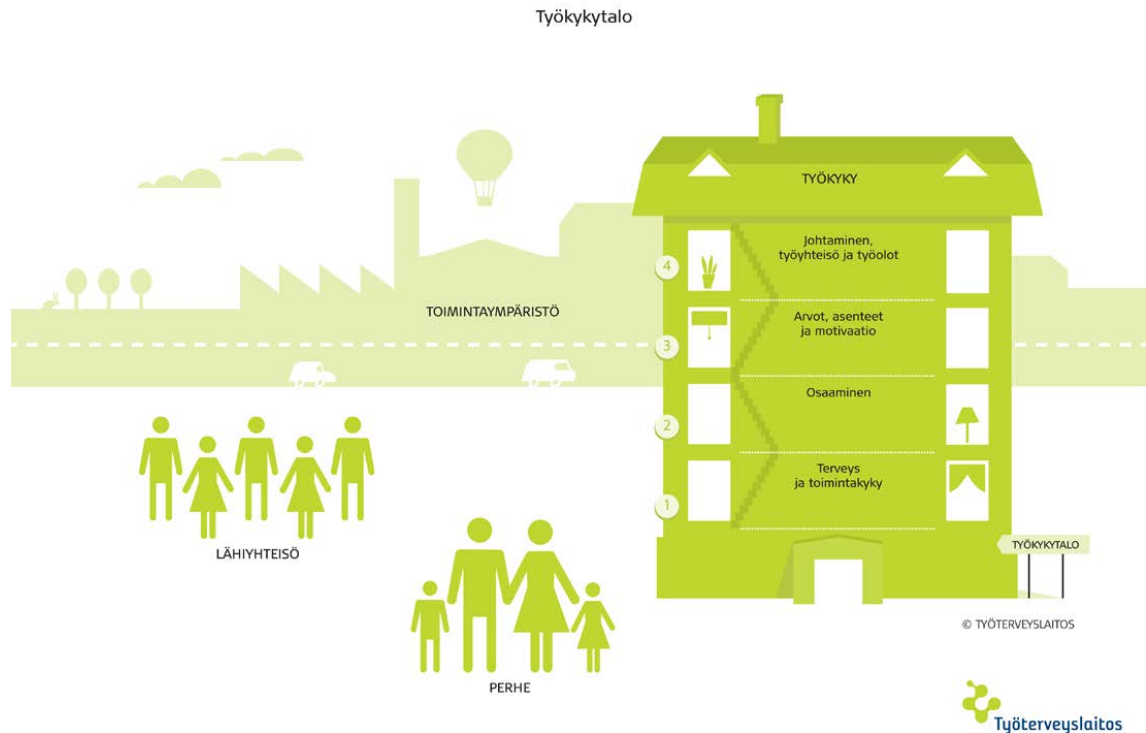 Työkykytalo
TYÖKYKY
Johtaminen,
työyhteisö ja työolot
4
TOIMINTAYMPÄRISTÖ
Arvot, asenteet
ja motivaatio
3
Osaaminen
2
Terveys
ja toimintakyky
1
LÄHIYHTEISÖ
TYÖKYKYTALO
© TYÖTERVEYSLAITOS
PERHE
Työterveyslaitos